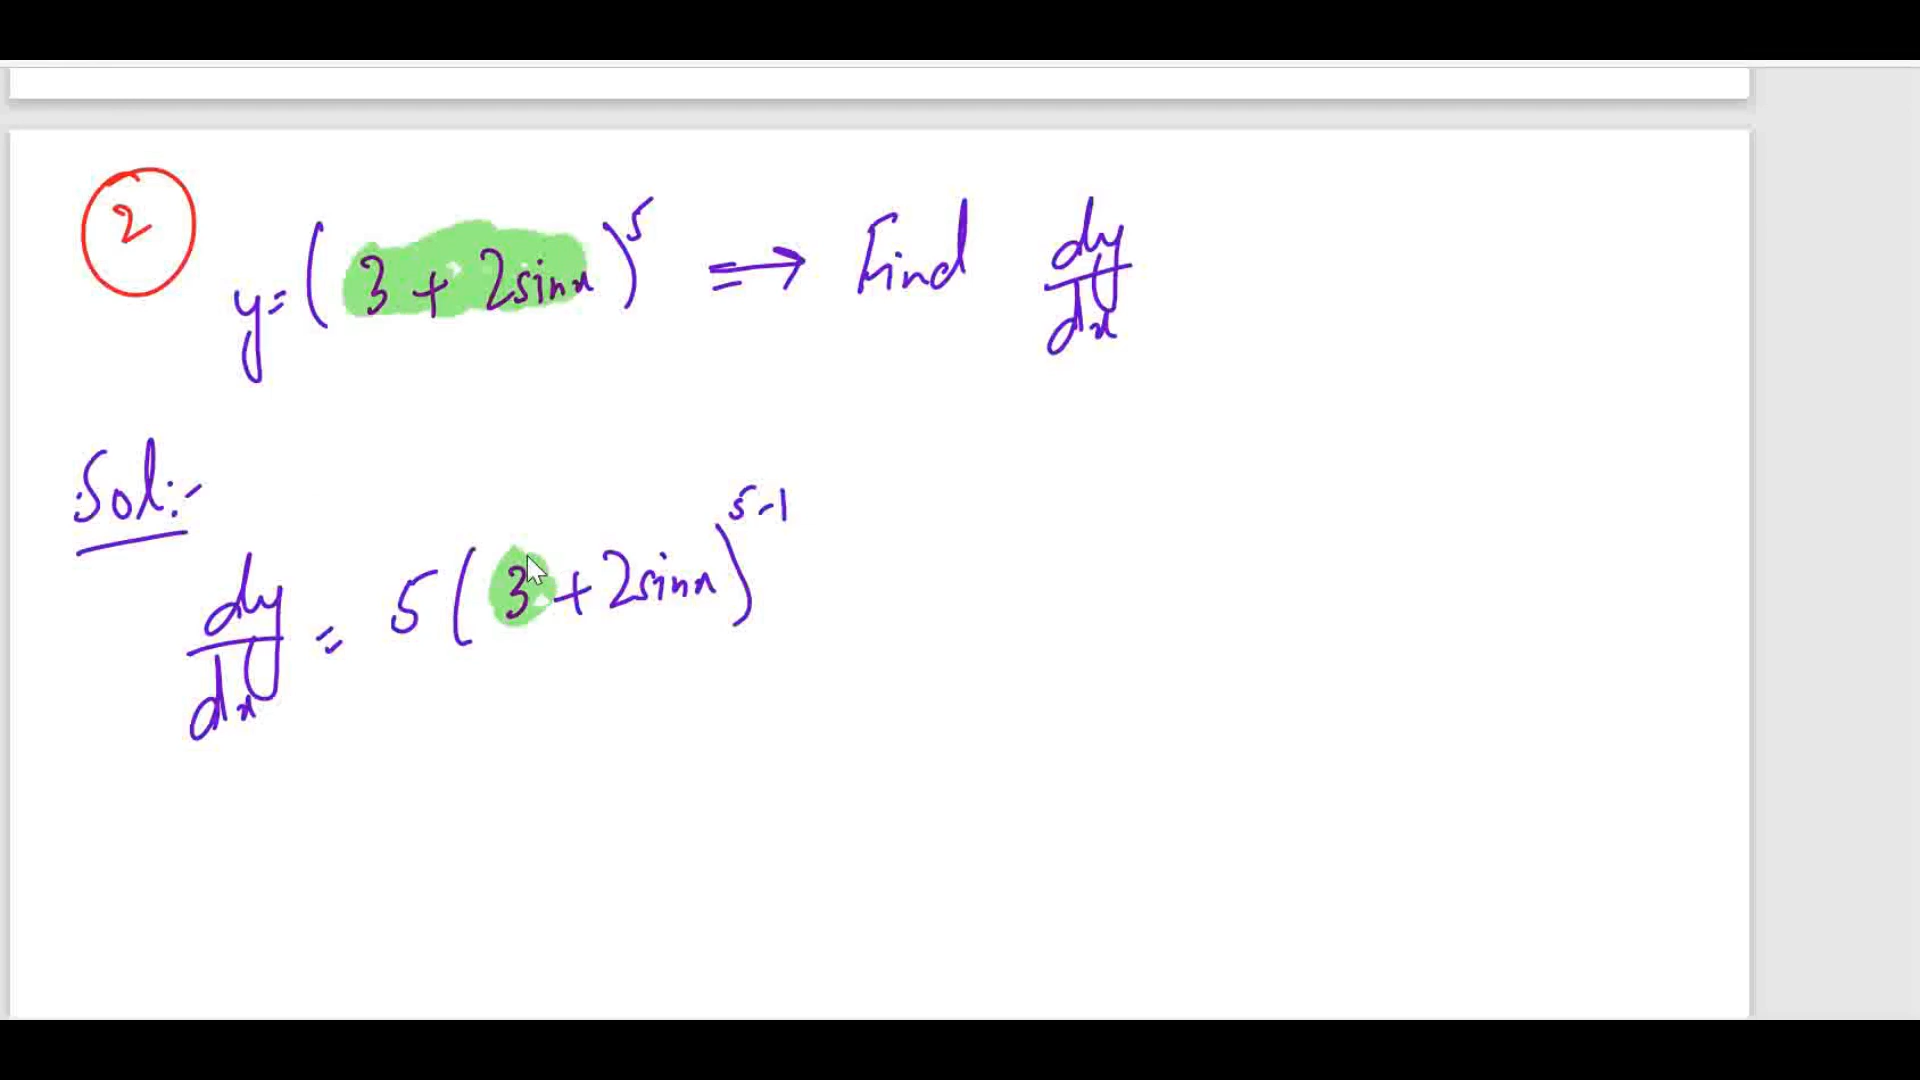 2
y = (3 + 2sinx)^5 ⟹ Find dy/dx
Sol:-
dy/dx = 5(3 + 2sinx)^5-1